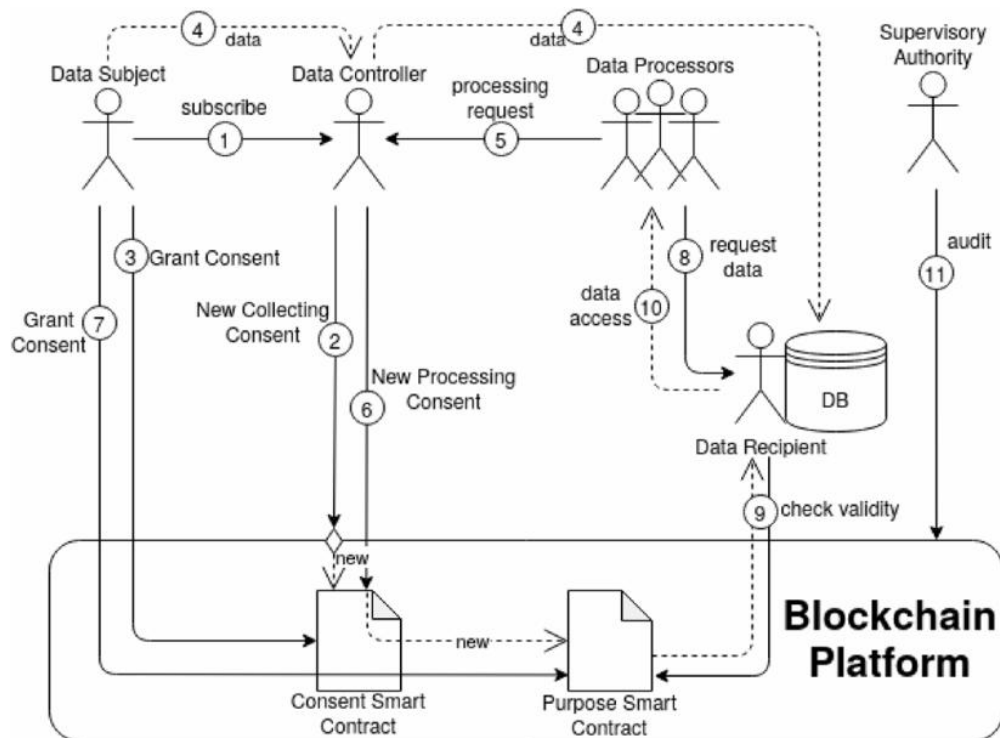 4
data
4
data
Supervisory
Authority
Data Subject
Data Controller
Data Processors
subscribe
1
processing
request
5
3
Grant Consent
8
request
data
audit
11
Grant
Consent
7
New Collecting
Consent
2
data
access
10
New Processing
Consent
6
DB
Data Recipient
9
check validity
new
new
Blockchain
Platform
Consent Smart
Contract
Purpose Smart
Contract